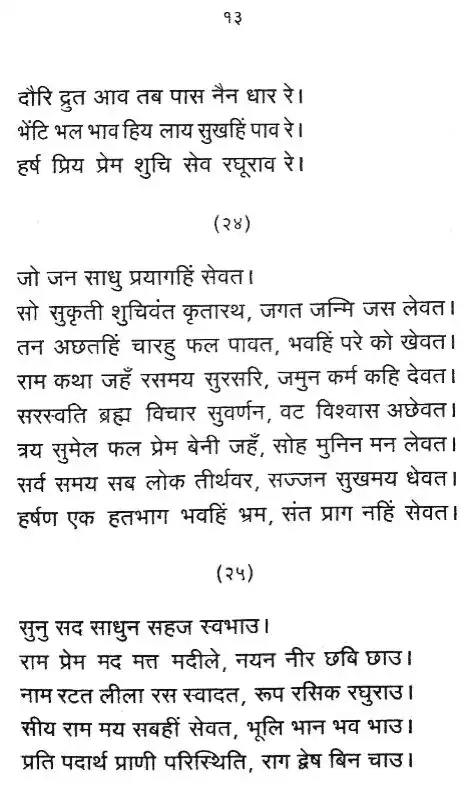 १३
दौरि द्रुत आव तब पास नैन धार रे।
भेंटि भल भाव हिय लाय सुखहिं पाव रे।
हर्ष प्रिय प्रेम शुचि सेव रघूराव रे।
(२४)
जो जन साधु प्रयागहिं सेवत।
सो सुकृती शुचिवंत कृतारथ, जगत जन्मि जस लेवत।
तन अछतहिं चारहु फल पावत, भवहिं परे को खेवत।
राम कथा जहँ रसमय सुरसरि, जमुन कर्म कहि देवत।
सरस्वति ब्रह्म विचार सुवर्णन, वट विश्वास अछेवत।
त्रय सुमेल फल प्रेम बेनी जहँ, सोह मुनिन मन लेवत।
सर्व समय सब लोक तीर्थवर, सज्जन सुखमय धेवत।
हर्षण एक हतभाग भवहिं भ्रम, संत प्राग नहिं सेवत।
(२५)
सुनु सद साधुन सहज स्वभाउ।
राम प्रेम मद मत्त मदीले, नयन नीर छबि छाउ।
नाम रटत लीला रस स्वादत, रूप रसिक रघुराउ।
सीय राम मय सबहीं सेवत, भूलि भान भव भाउ।
प्रति पदार्थ प्राणी परिस्थिति, राग द्वेष बिन चाउ।